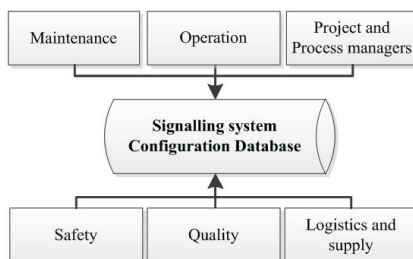 Maintenance
Operation
Project and
Process managers
Signalling system
Configuration Database
Safety
Quality
Logistics and
supply